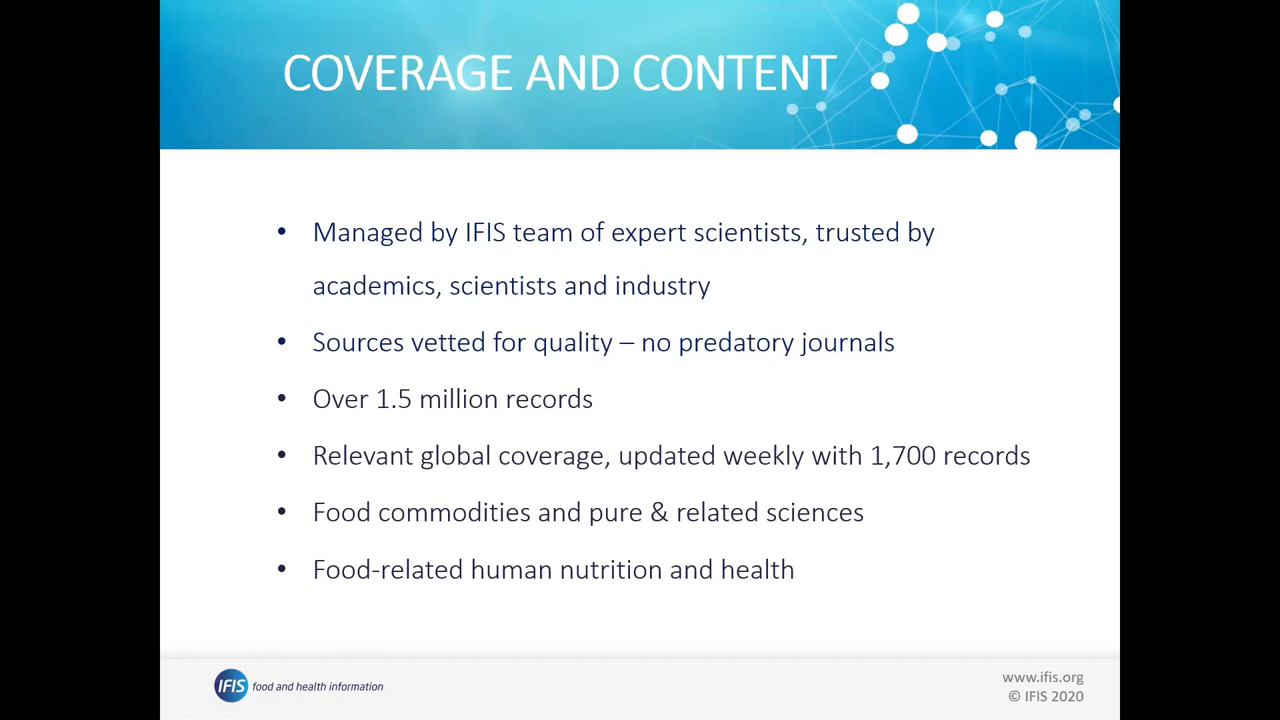 COVERAGE AND CONTENT
• Managed by IFIS team of expert scientists, trusted by
academics, scientists and industry
• Sources vetted for quality – no predatory journals
• Over 1.5 million records
• Relevant global coverage, updated weekly with 1,700 records
• Food commodities and pure & related sciences
• Food-related human nutrition and health
IFIS food and health information
www.ifis.org
© IFIS 2020